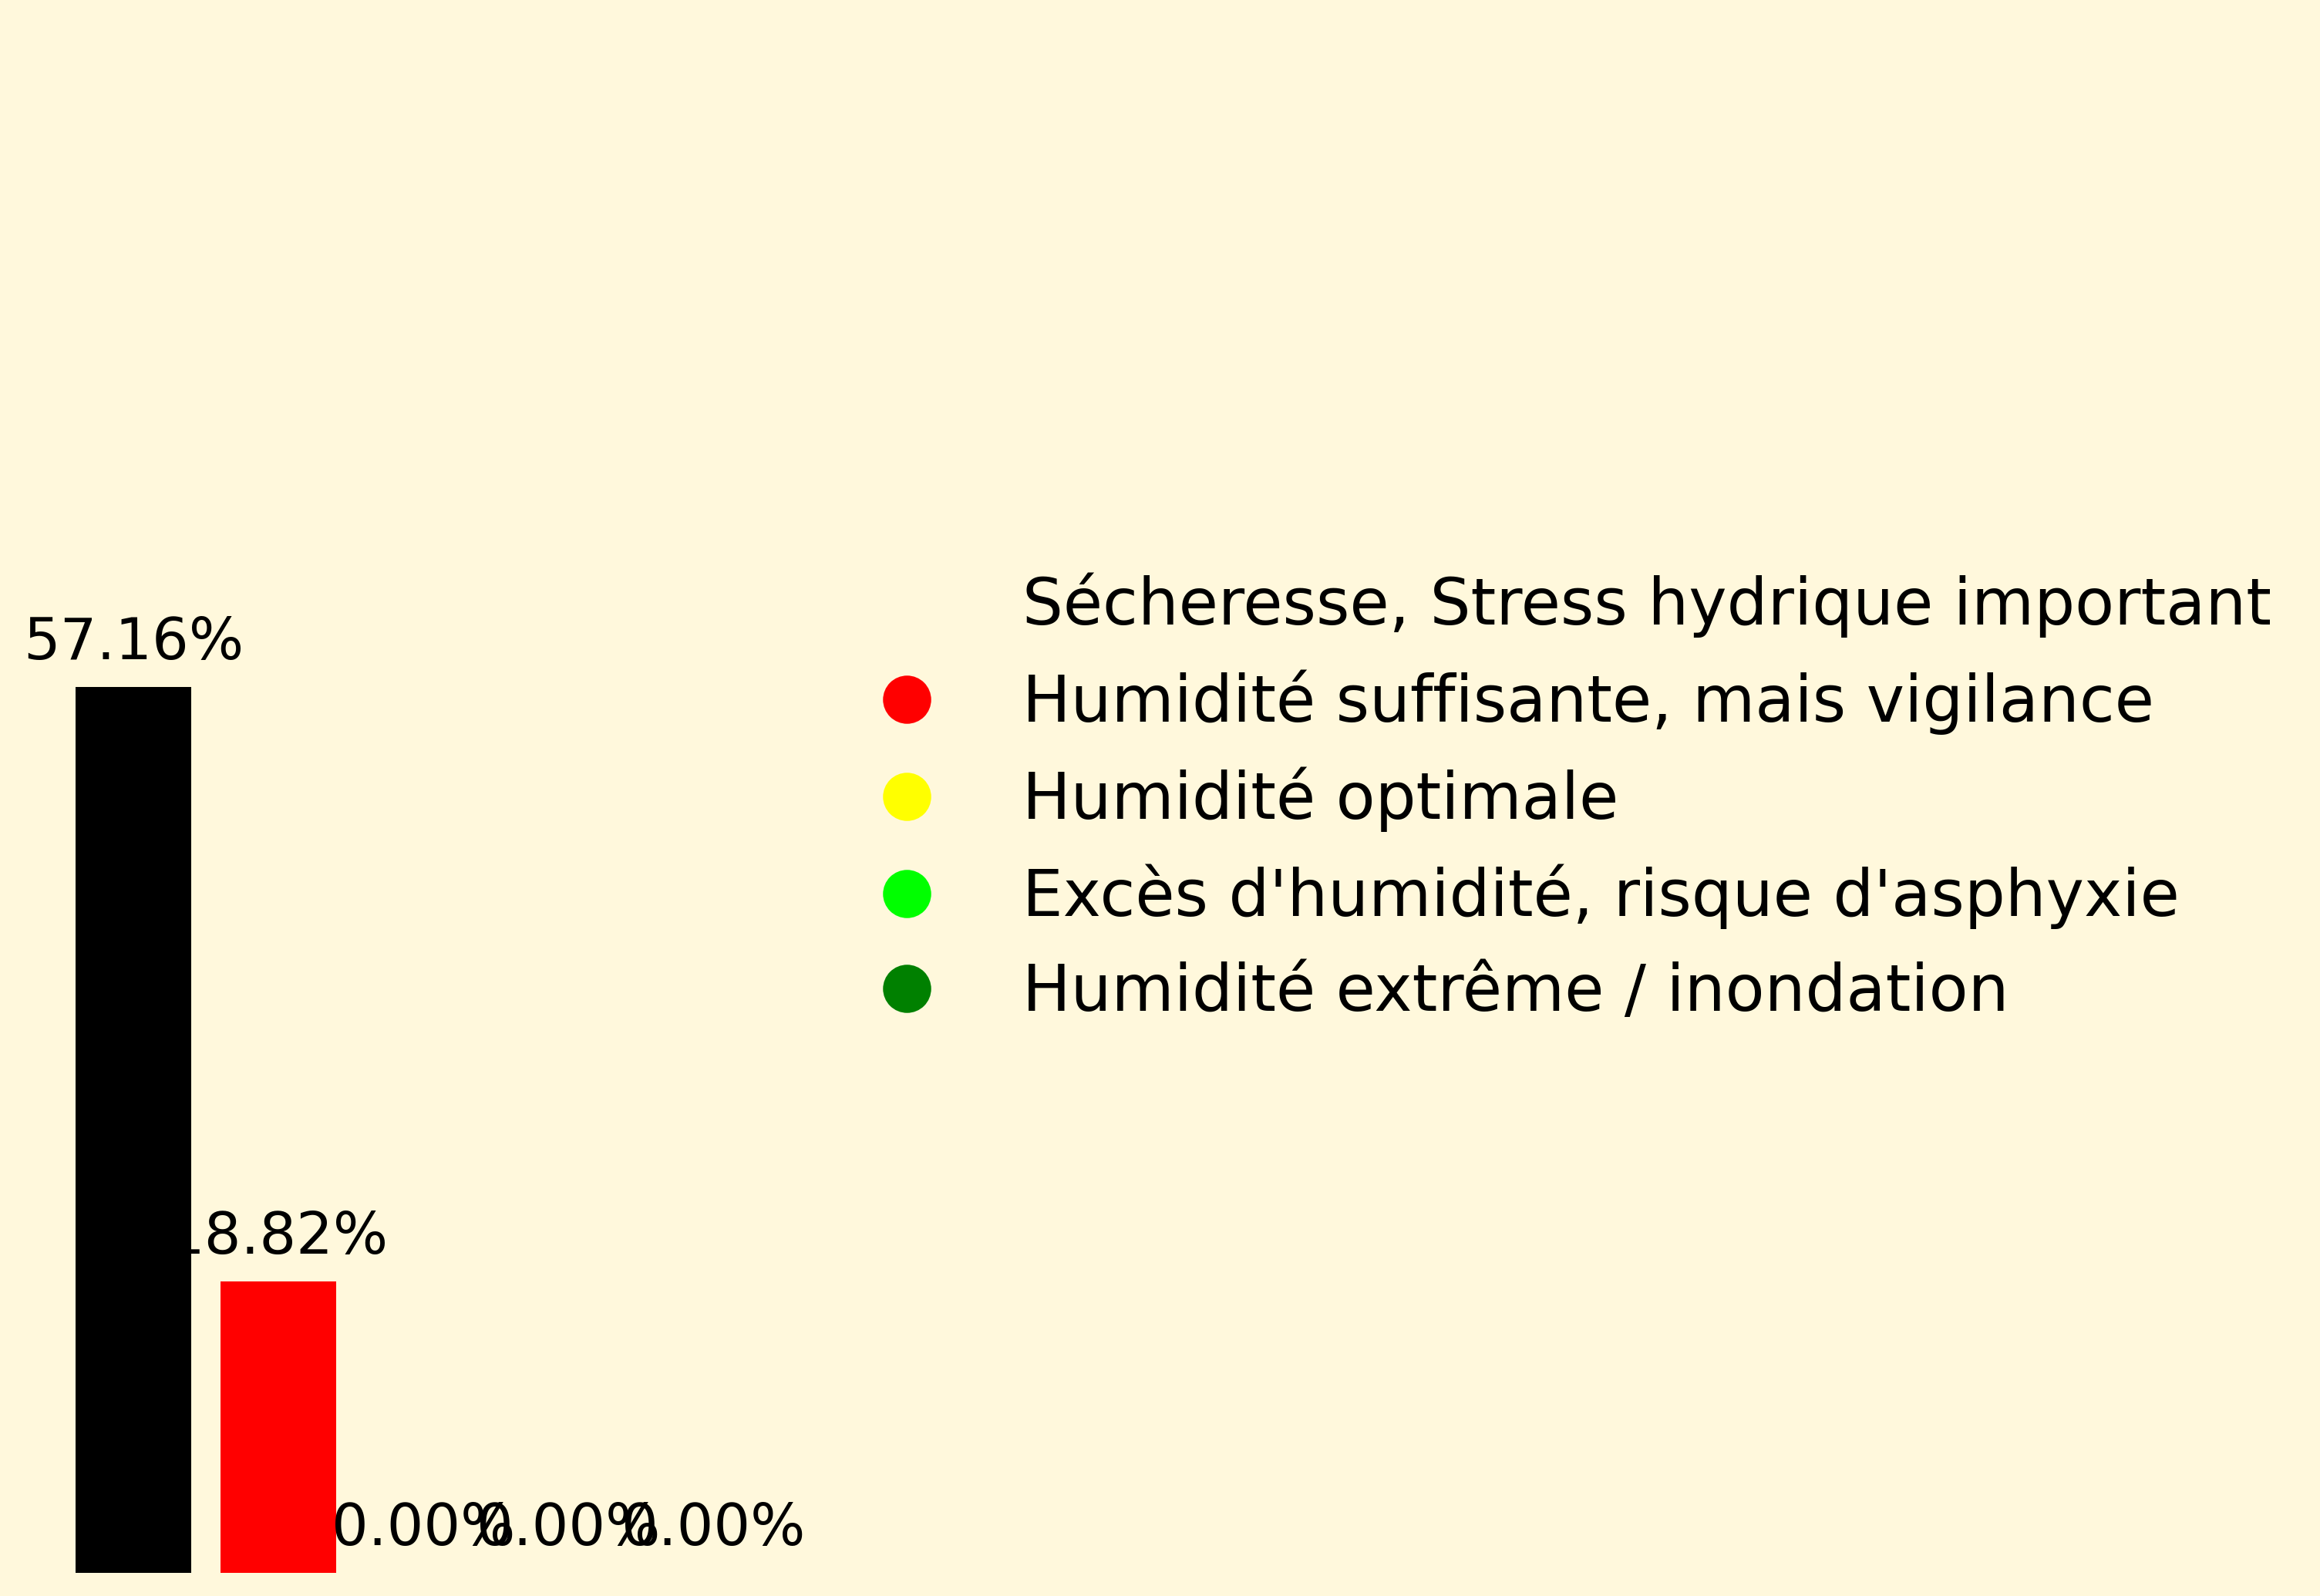 57.16%
18.82%
0.00%
0.00%
0.00%
Sécheresse, Stress hydrique important
Humidité suffisante, mais vigilance
Humidité optimale
Excès d'humidité, risque d'asphyxie
Humidité extrême / inondation